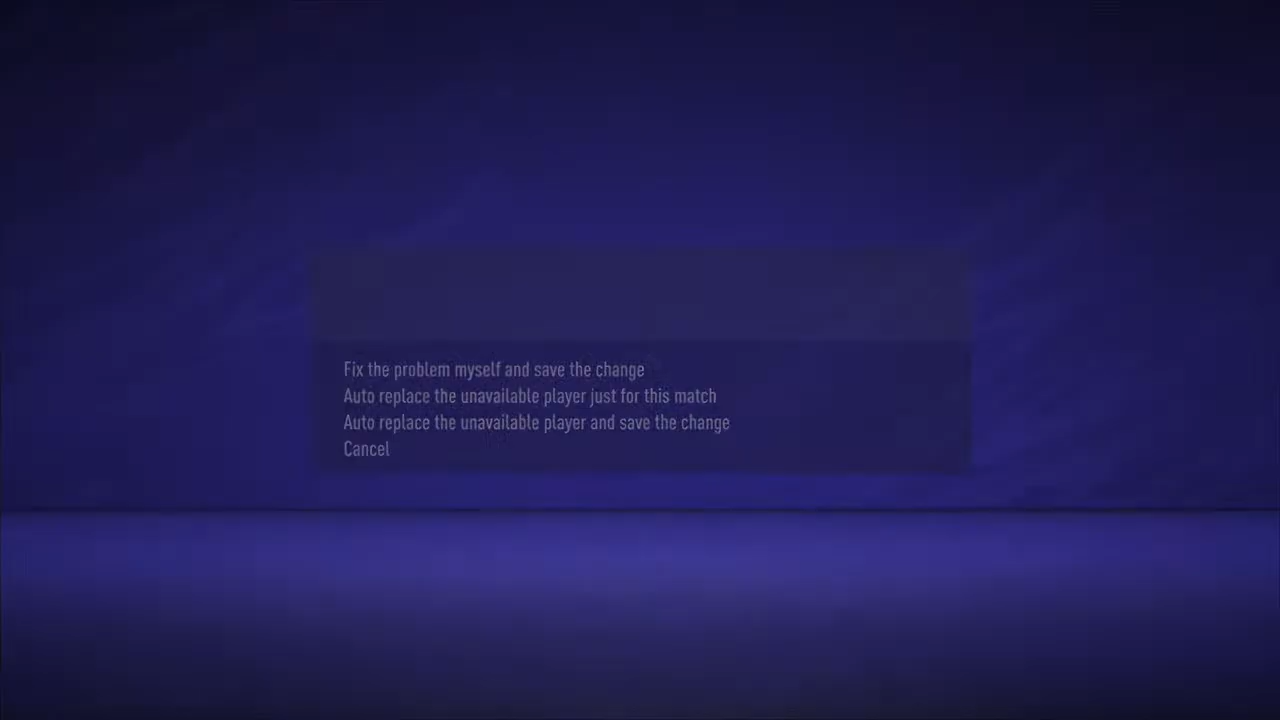 Fix the problem myself and save the change
Auto replace the unavailable player just for this match
Auto replace the unavailable player and save the change
Cancel